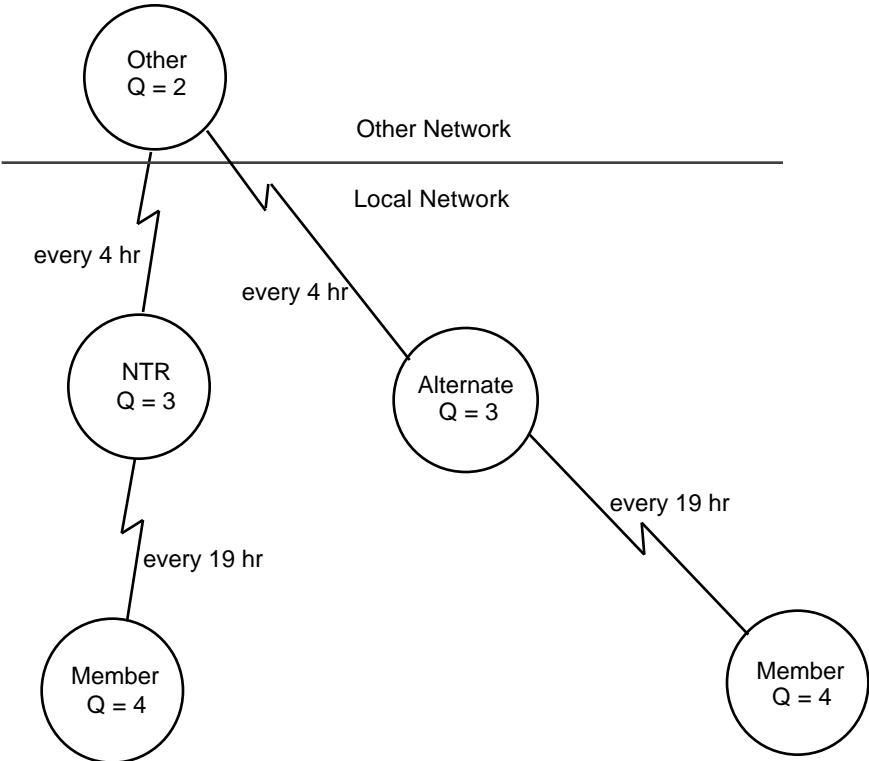 Other
Q = 2
Other Network
Local Network
every 4 hr
every 4 hr
NTR
Q = 3
Alternate
Q = 3
every 19 hr
every 19 hr
Member
Q = 4
Member
Q = 4